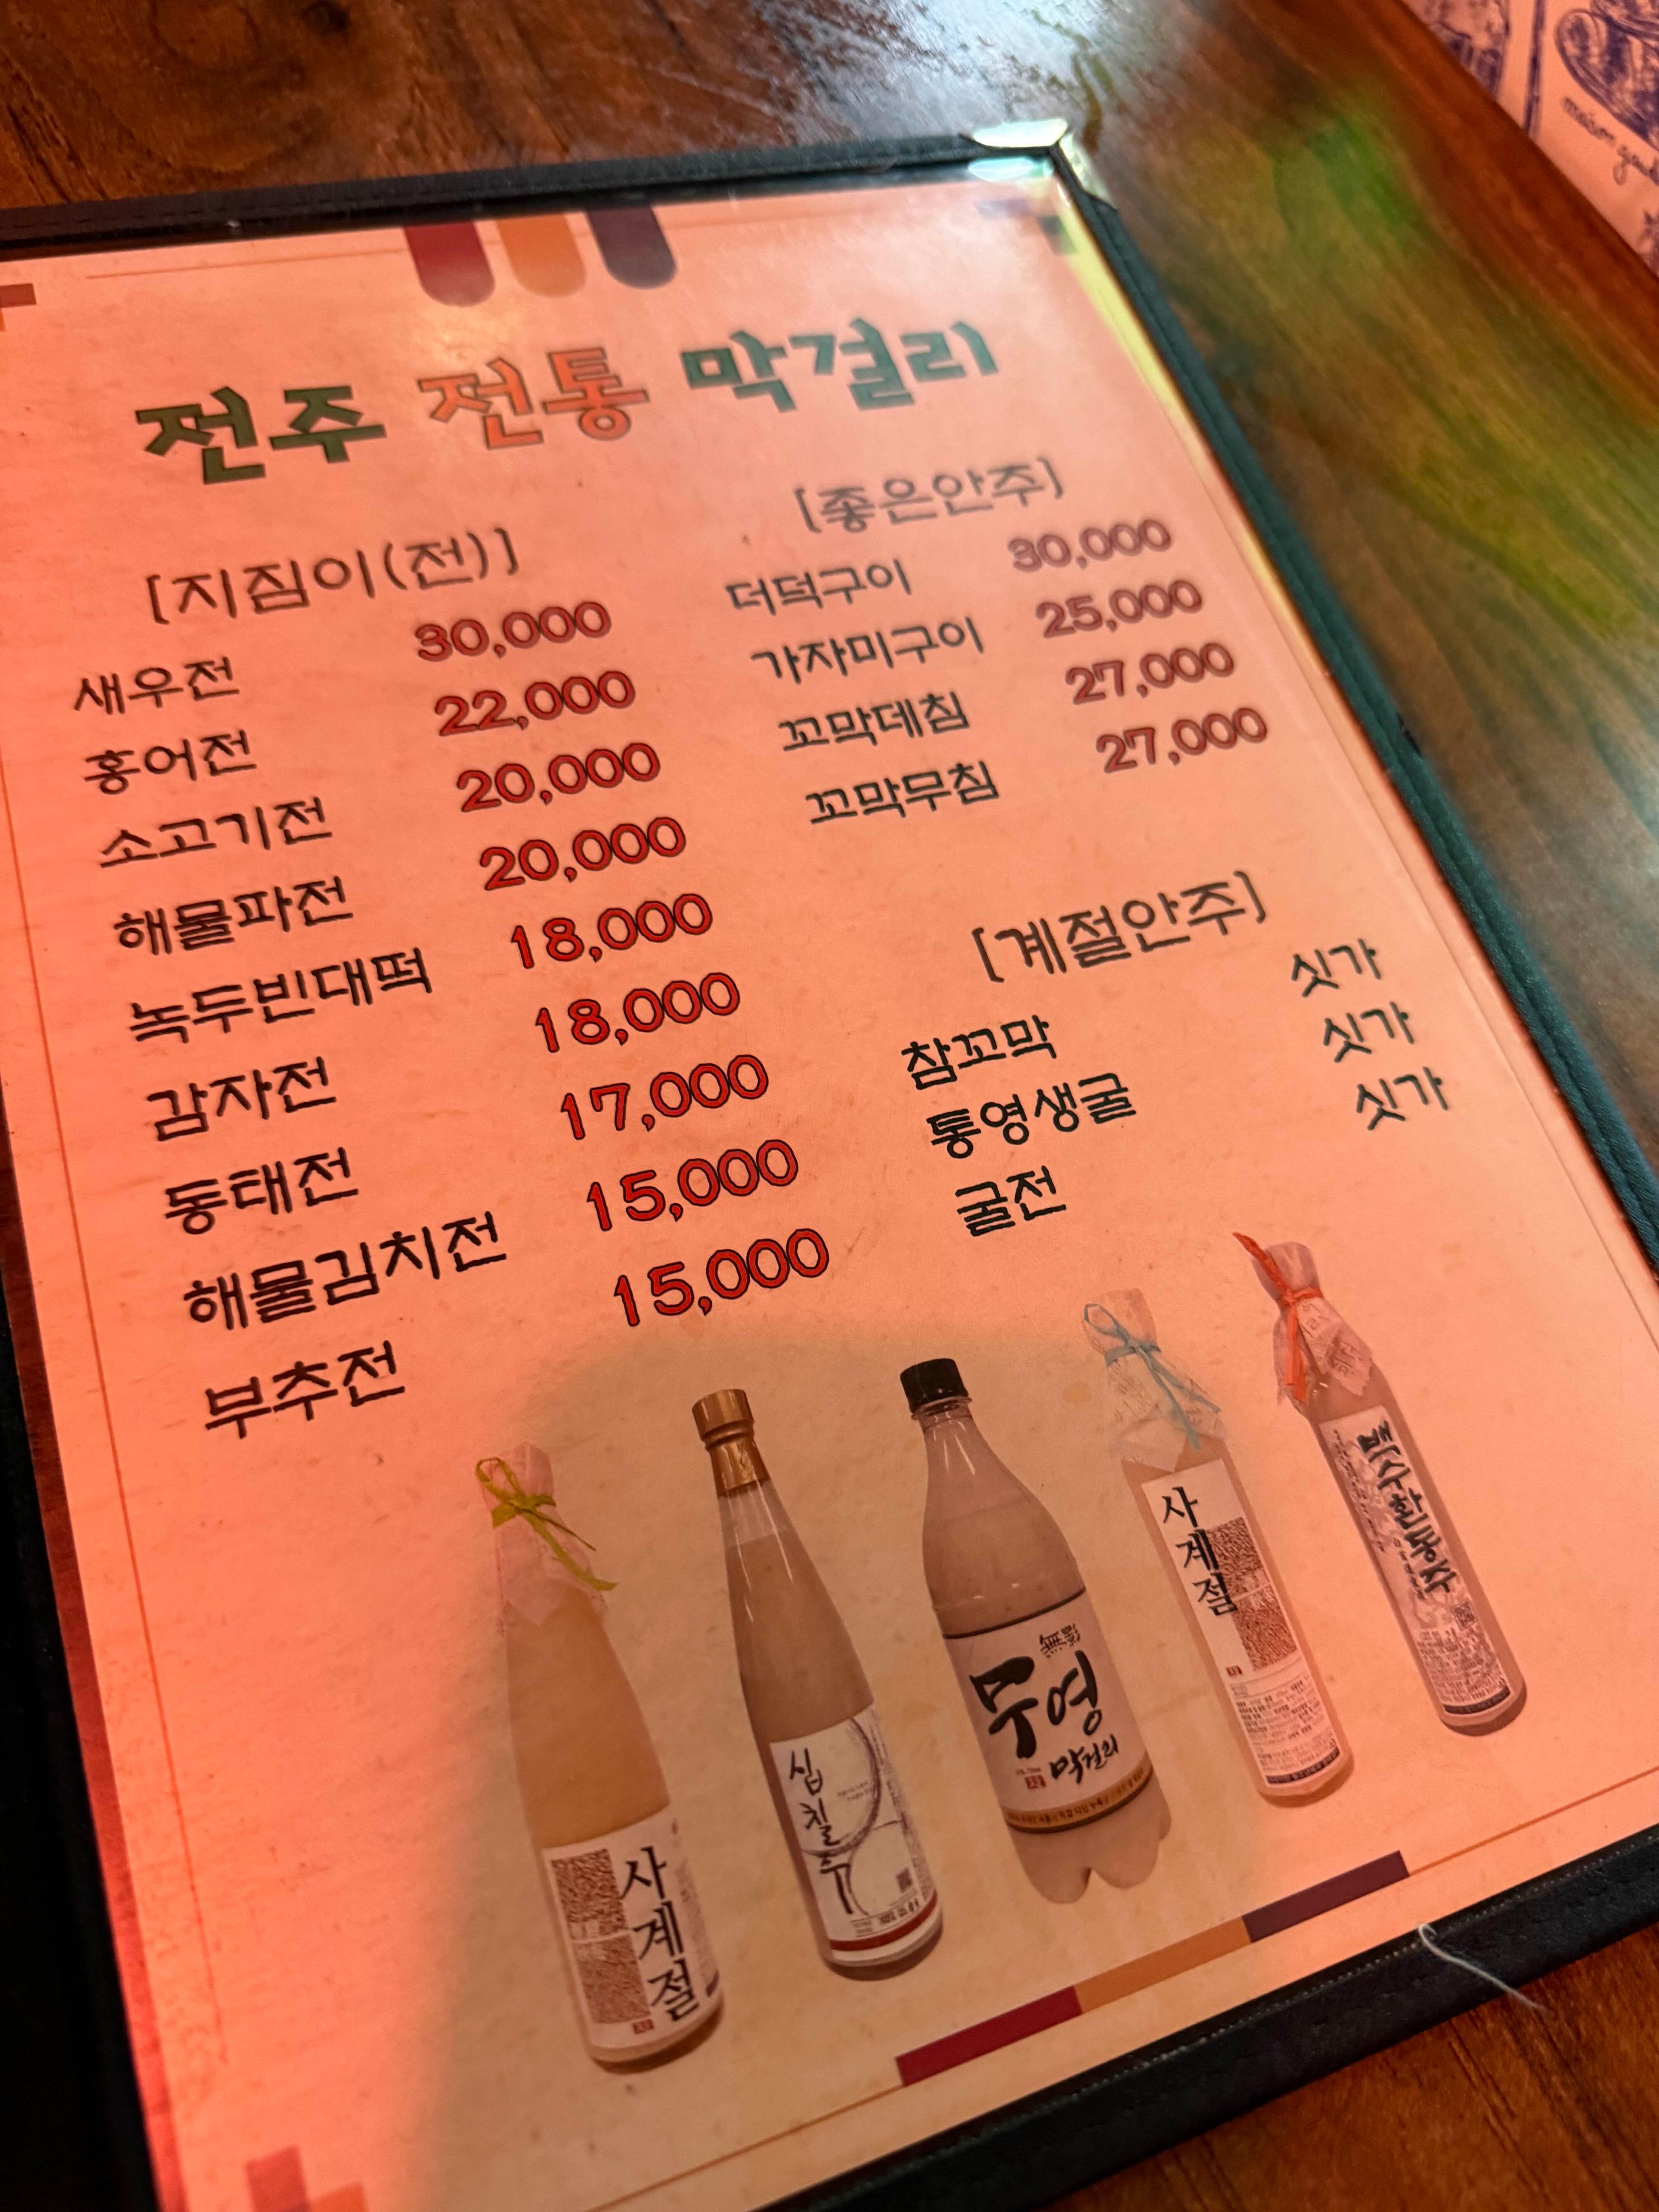 전주 전통 막걸리
[지짐이(전)]
새우전 30,000
홍어전 22,000
소고기전 20,000
해물파전 20,000
녹두빈대떡 18,000
감자전 18,000
동태전 17,000
해물김치전 15,000
부추전 15,000
[좋은안주]
더덕구이 30,000
가자미구이 25,000
꼬막데침 27,000
꼬막무침 27,000
[계절안주]
참꼬막 싯가
통영생굴 싯가
굴전 싯가
사계절
십칠주
無影
무영
막걸리
사계절
백수환동주